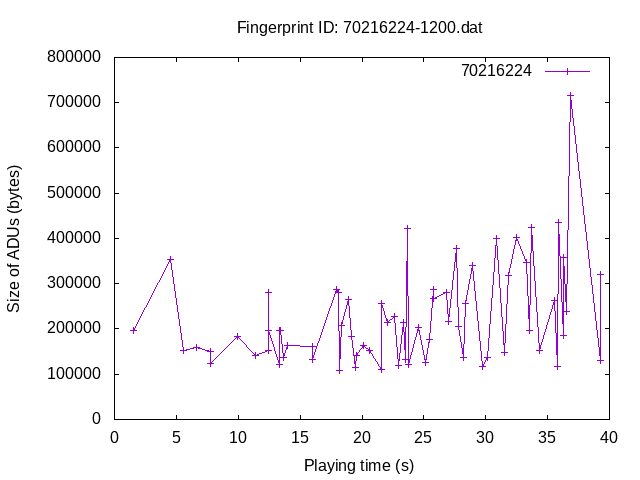 Fingerprint ID: 70216224-1200.dat
70216224
800000
700000
600000
500000
400000
300000
200000
100000
0
Size of ADUs (bytes)
0 5 10 15 20 25 30 35 40
Playing time (s)